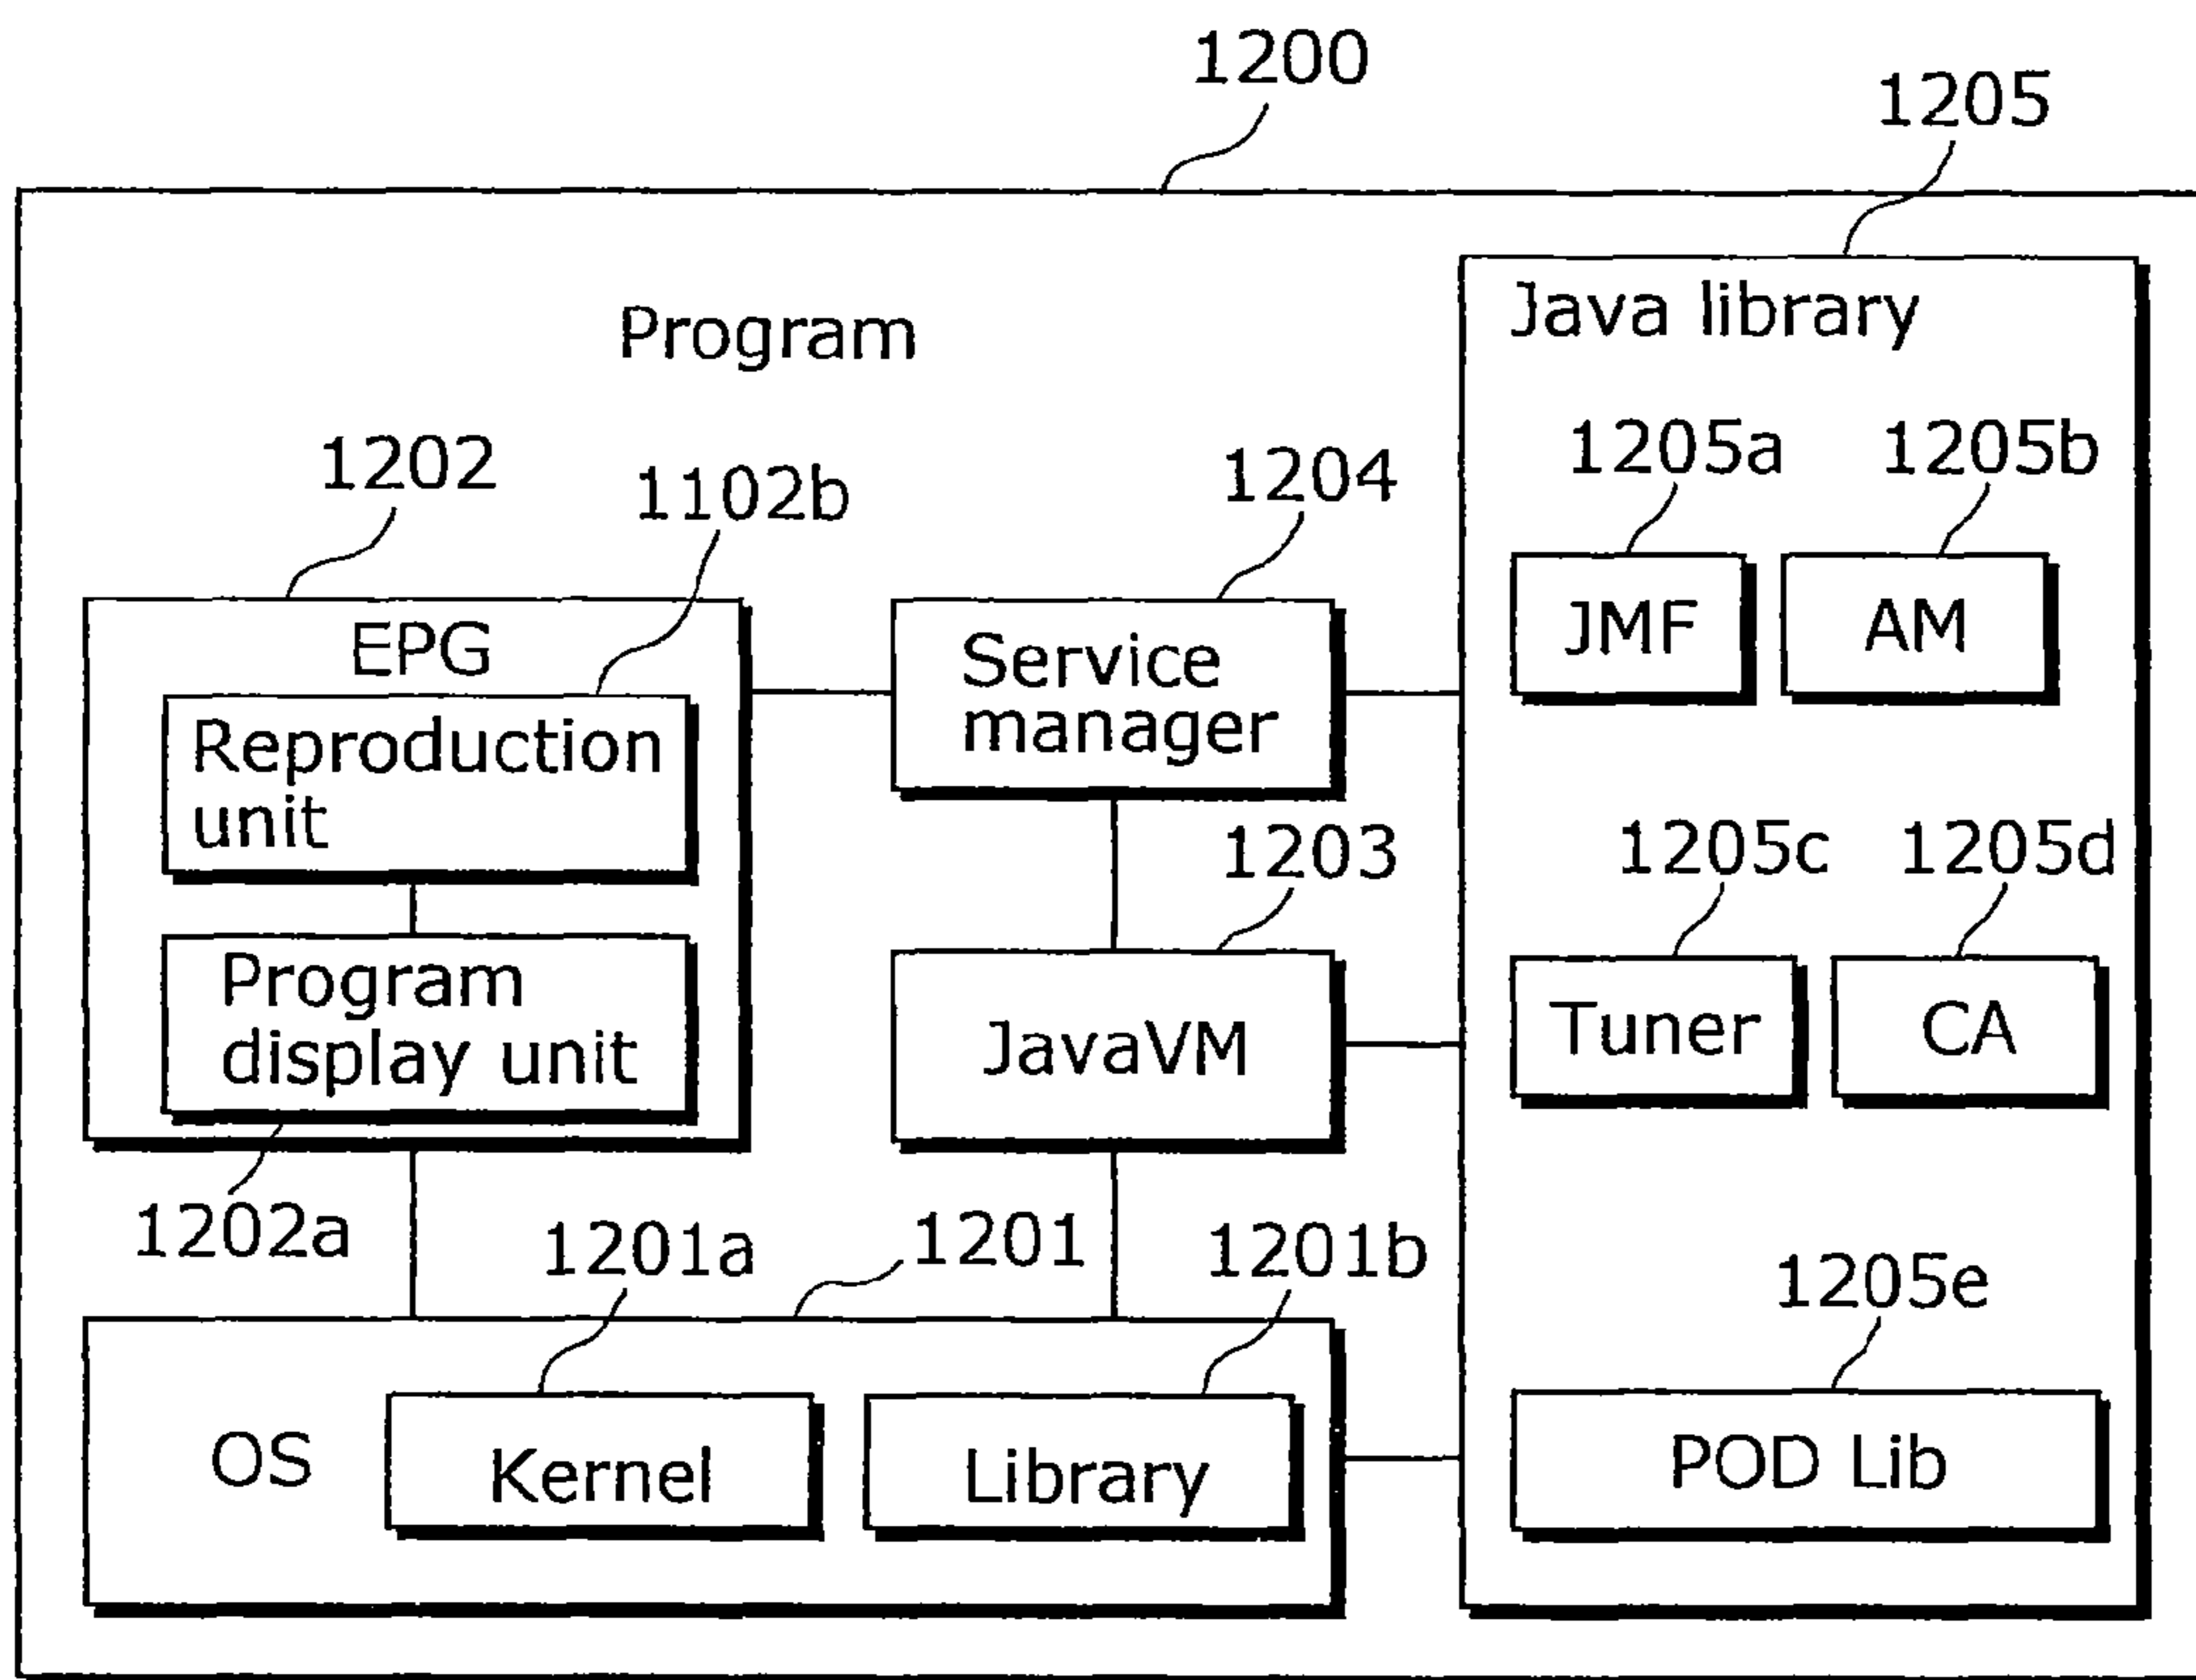 1200
1205
Program
Java library
1202
1102b
1204
1205a
1205b
EPG
Reproduction
unit
Service
manager
JMF
AM
1203
1205c
1205d
Program
display unit
JavaVM
Tuner
CA
1202a
1201a
1201
1201b
1205e
OS
Kernel
Library
POD Lib